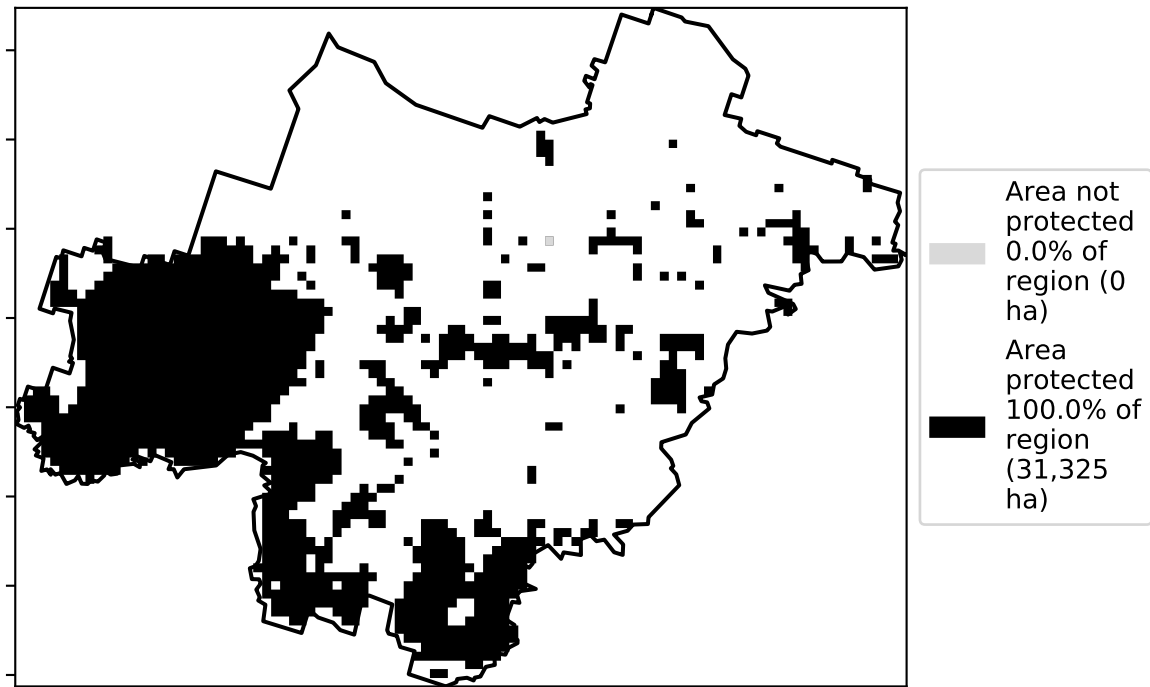 Area not
protected
0.0% of
region (0
ha)
Area
protected
100.0% of
region
(31,325
ha)